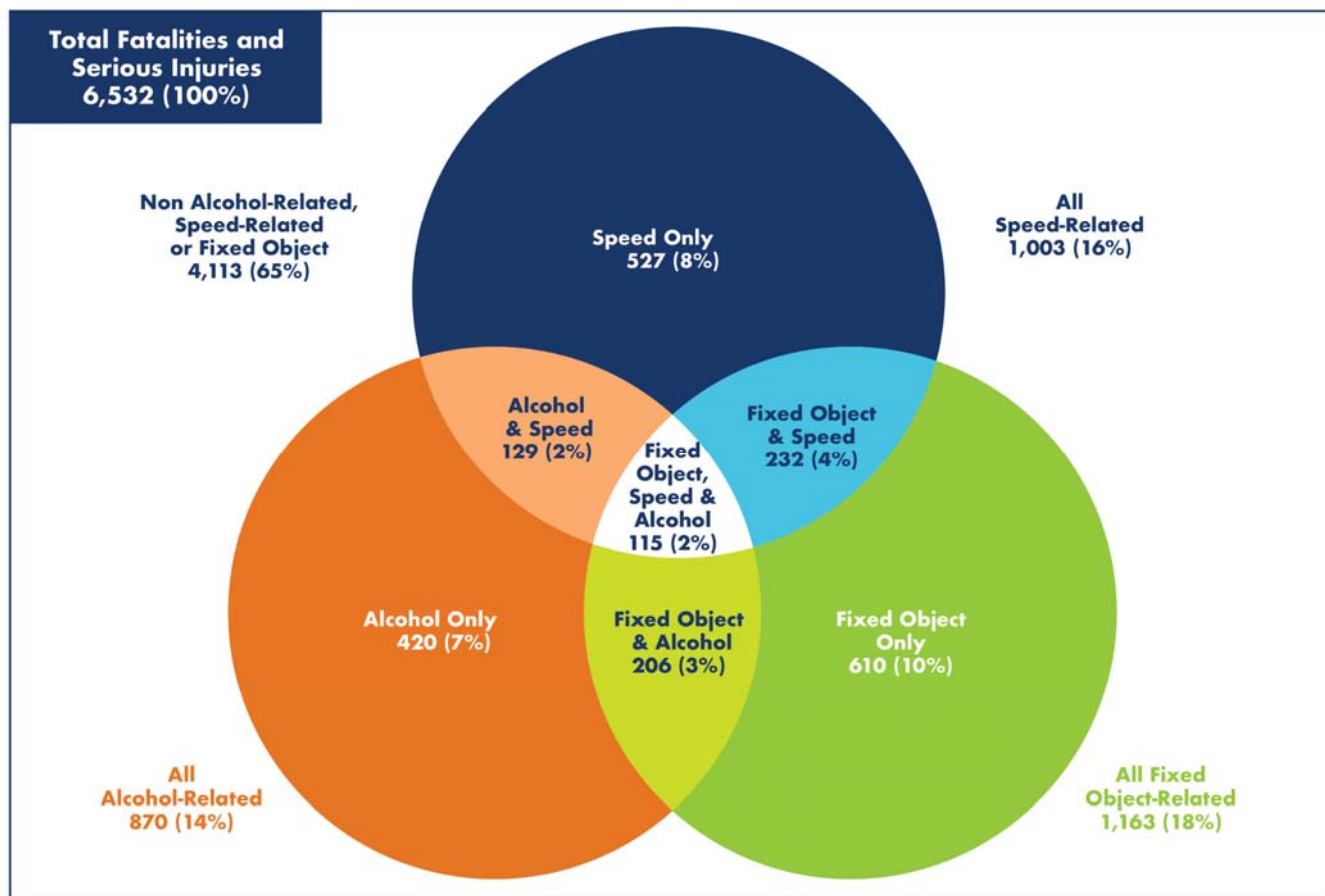 Total Fatalities and
Serious Injuries
6,532 (100%)
Non Alcohol-Related,
Speed-Related
or Fixed Object
4,113 (65%)
Speed Only
527 (8%)
All
Speed-Related
1,003 (16%)
Alcohol
& Speed
129 (2%)
Fixed
Object,
Speed &
Alcohol
115 (2%)
Fixed Object
& Speed
232 (4%)
Alcohol Only
420 (7%)
Fixed Object
& Alcohol
206 (3%)
Fixed Object
Only
610 (10%)
All
Alcohol-Related
870 (14%)
All Fixed
Object-Related
1,163 (18%)